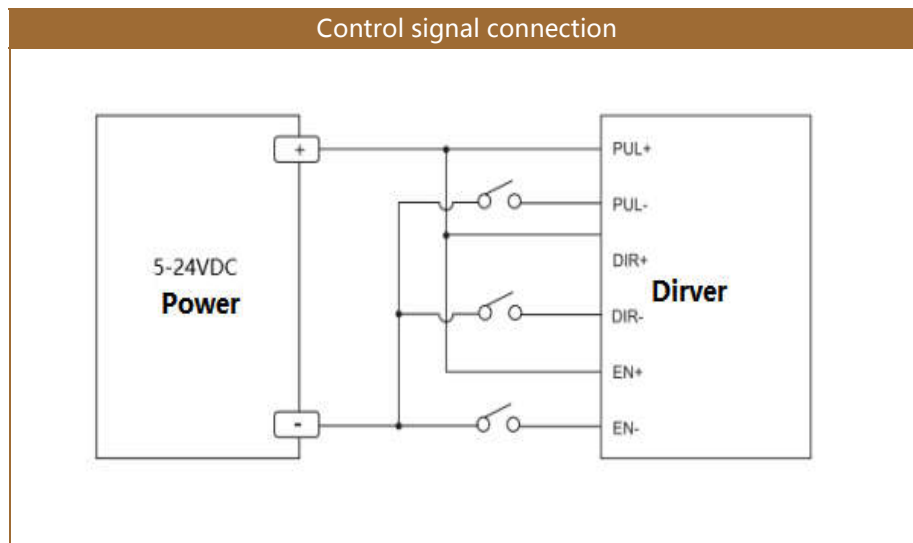 Control signal connection
+
PUL+
PUL-
5-24VDC
Power
DIR+
Dirver
DIR-
EN+
-
EN-